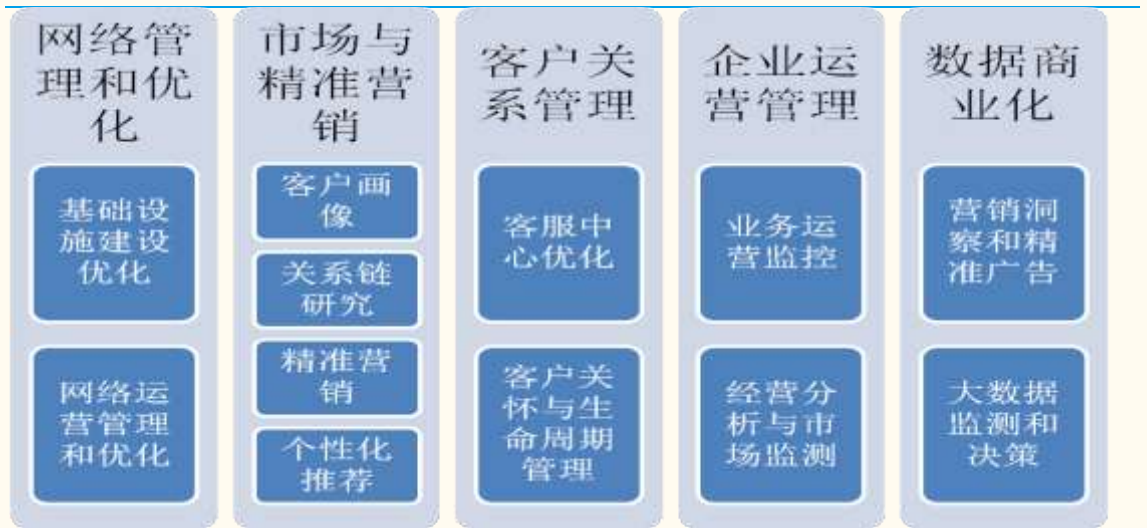 网络管
理和优
化
基础设
施建设
优化
网络运
营管理
和优化
市场与
精准营
销
客户画
像
关系链
研究
精准营
销
个性化
推荐
客户关
系管理
客服中
心优化
客户关
怀与生
命周期
管理
企业运
营管理
业务运
营监控
经营分
析与市
场监测
数据商
业化
营销洞
察和精
准广告
大数据
监测和
决策